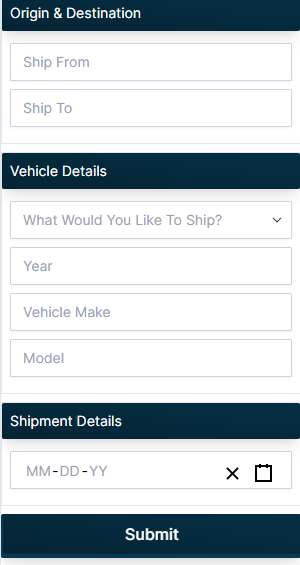 Origin & Destination
Ship From
Ship To
Vehicle Details
What Would You Like To Ship?
Year
Vehicle Make
Model
Shipment Details
MM-DD-YY
Submit